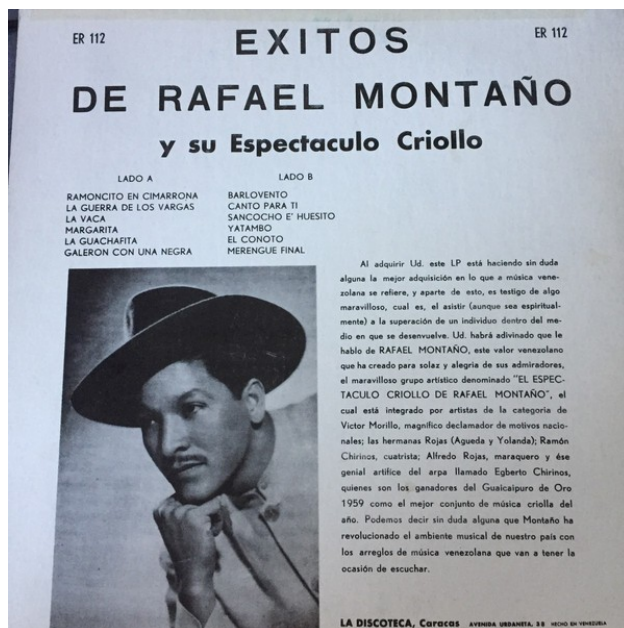 ER 112
EXITOS
ER 112
DE RAFAEL MONTAÑO
y su Espectaculo Criollo
LADO A
RAMONCITO EN CIMARRONA
LA GUERRA DE LOS VARGAS
LA VACA
MARGARITA
LA GUACHAFITA
GALERON CON UNA NEGRA
LADO B
BARLOVENTO
CANTO PARA TI
SANCOCHO E' HUESITO
YATAMBO
EL CONOTO
MERENGUE FINAL
Al adquirir Ud. este LP está haciendo sin duda
alguna la mejor adquisición en lo que a música vene-
zolana se refiere, y aparte de esto, es testigo de algo
maravilloso, cual es, el asistir (aunque sea espiritual-
mente) a la superación de un individuo dentro del me-
dio en que se desenvuelve. Ud. habrá adivinado que le
hablo de RAFAEL MONTAÑO, este valor venezolano
que ha creado para solaz y alegria de sus admiradores,
el maravilloso grupo artístico denominado "EL ESPEC-
TACULO CRIOLLO DE RAFAEL MONTAÑO", el
cual está integrado por artistas de la categoria de
Victor Morillo, magnífico declamador de motivos nacio-
nales; las hermanas Rojas (Agueda y Yolanda); Ramón
Chirinos, cuatrista; Alfredo Rojas, maraquero y ése
genial artifice del arpa llamado Egberto Chirinos,
quienes son los ganadores del Guaicaipuro de Oro
1959 como el mejor conjunto de música criolla del
año. Podemos decir sin duda alguna que Montaño ha
revolucionado el ambiente musical de nuestro país con
los arreglos de música venezolana que van a tener la
ocasión de escuchar.
LA DISCOTECA, Caracas AVENIDA URDANETA, 30 HECHO EN VENEZUELA